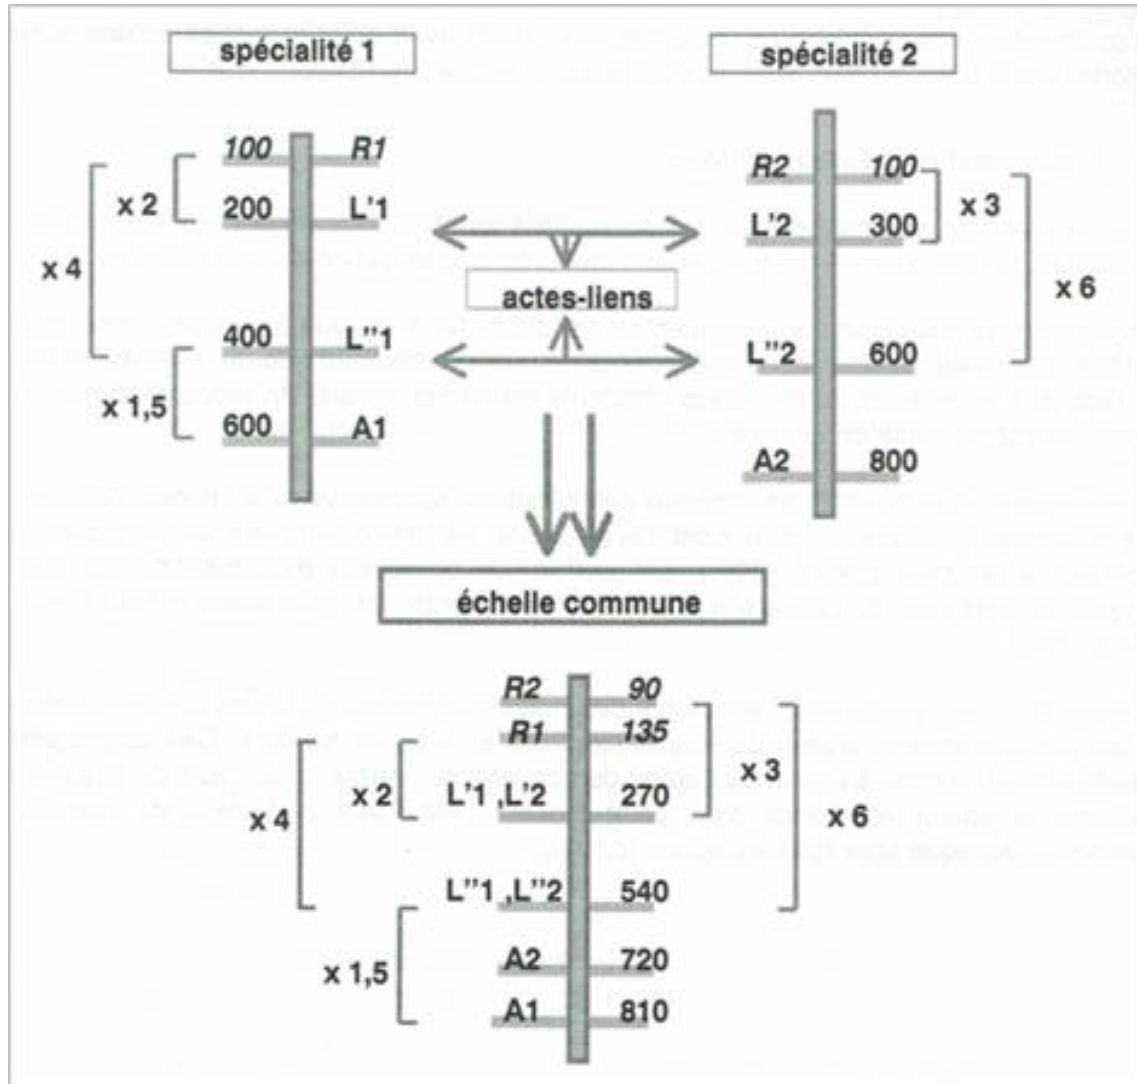 spécialité 1
100 R1
x 2
200 L'1
x 4
400 L''1
x 1,5
600 A1
spécialité 2
R2 100
x 3
L'2 300
x 6
L''2 600
A2 800
actes-liens
échelle commune
R2 90
R1 135
x 3
x 2
L'1 ,L'2 270
x 4
x 6
L''1 ,L''2 540
x 1,5
A2 720
A1 810